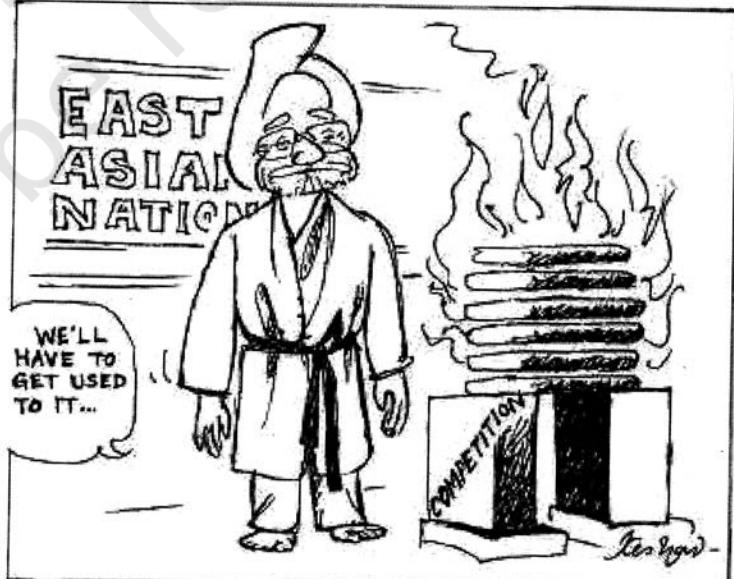 EAST
ASIAN
NATION
WE'LL
HAVE TO
GET USED
TO IT...
COMPETITION